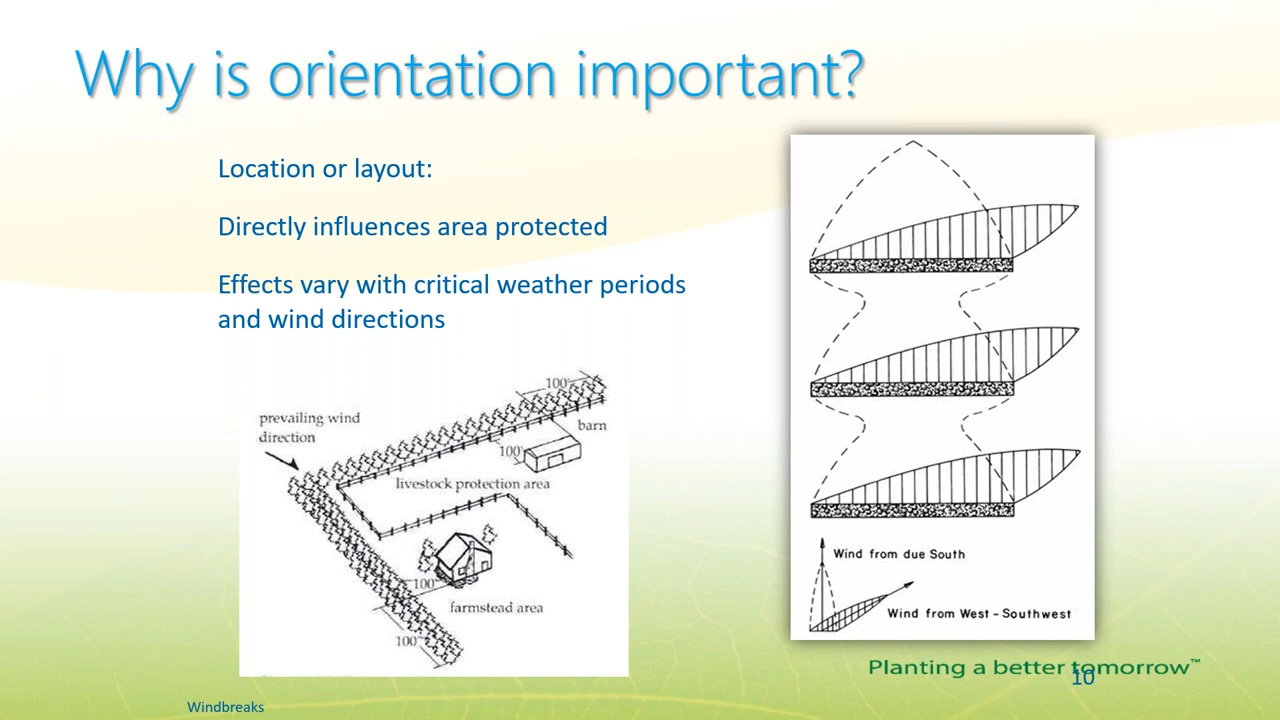 Why is orientation important?
Location or layout:
Directly influences area protected
Effects vary with critical weather periods
and wind directions
100'
prevailing wind
direction
barn
100'
livestock protection area
100'
farmstead area
100'
Wind from due South
Wind from West-Southwest
Planting a better tomorrow™
10
Windbreaks